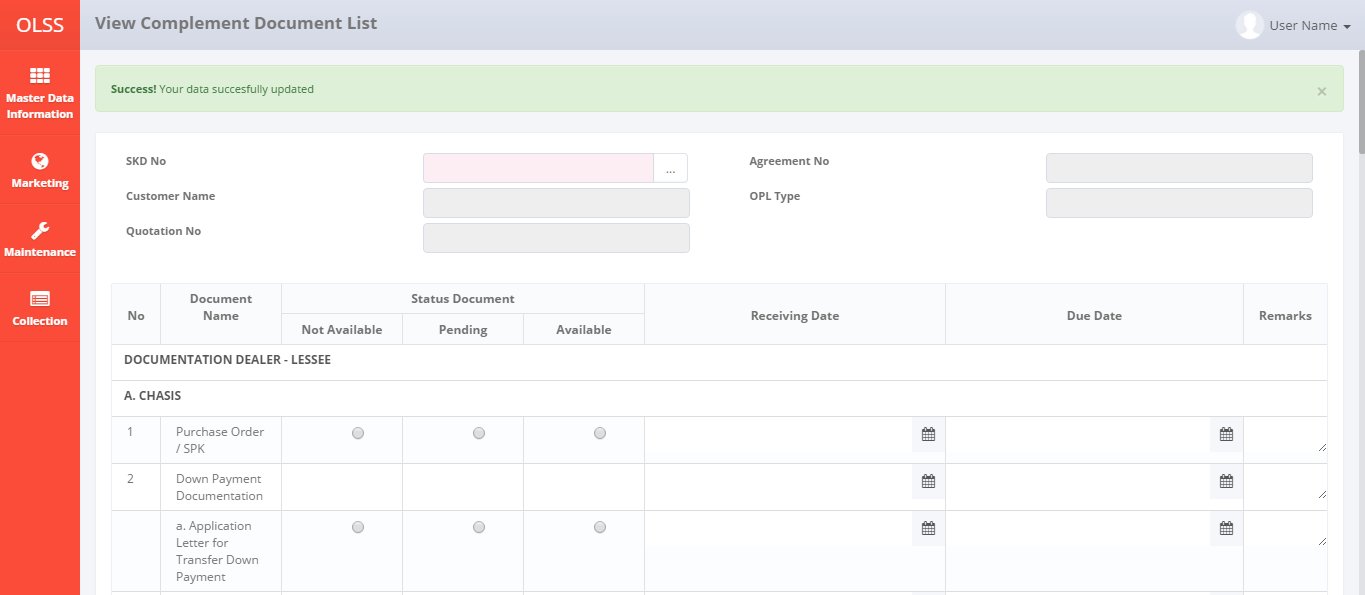 OLSS
View Complement Document List
User Name
Master Data
Information
Marketing
Maintenance
Collection
Success! Your data succesfully updated
×
SKD No
...
Agreement No
Customer Name
OPL Type
Quotation No
No
Document
Name
Status Document
Not Available
Pending
Available
Receiving Date
Due Date
Remarks
DOCUMENTATION DEALER - LESSEE
A. CHASIS
1
Purchase Order
/ SPK
2
Down Payment
Documentation
a. Application
Letter for
Transfer Down
Payment